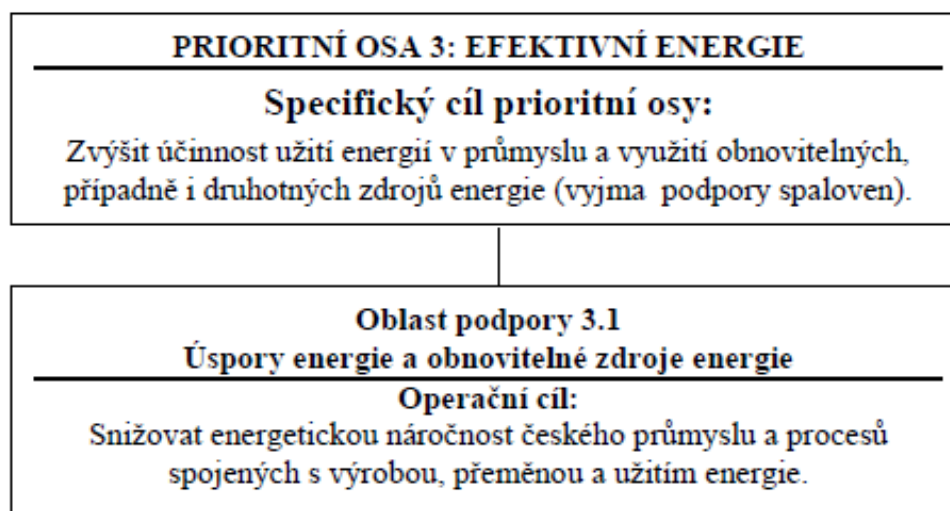 PRIORITNÍ OSA 3: EFEKTIVNÍ ENERGIE
Specifický cíl prioritní osy:
Zvýšit účinnost užití energií v průmyslu a využití obnovitelných,
případně i druhotných zdrojů energie (vyjma podpory spaloven).
Oblast podpory 3.1
Úspory energie a obnovitelné zdroje energie
Operační cíl:
Snižovat energetickou náročnost českého průmyslu a procesů
spojených s výrobou, přeměnou a užitím energie.